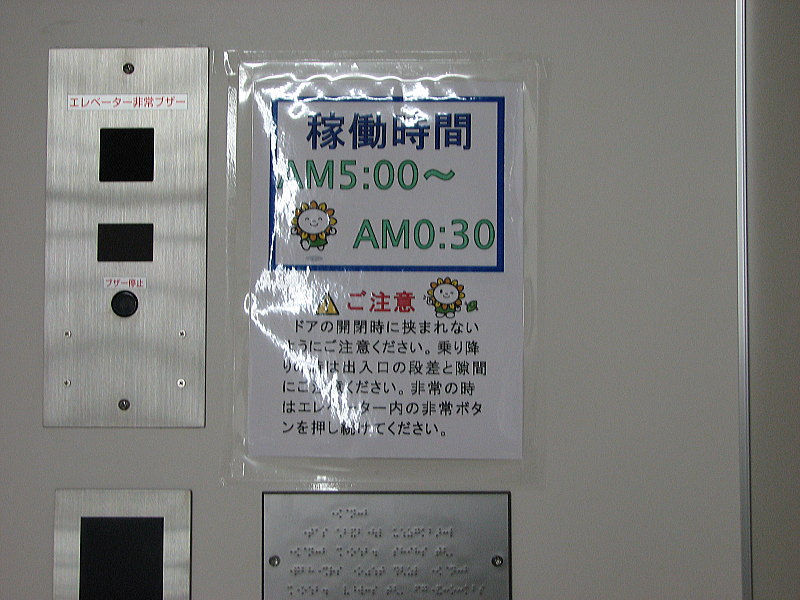 エレベーター非常ブザー
ブザー停止
稼働時間
AM5:00～
AM0:30
ご注意
ドアの開閉時に挟まれない
ようにご注意ください。乗り降
りの際は出入口の段差と隙間
にご注意ください。非常の時
はエレベーター内の非常ボタ
ンを押し続けてください。